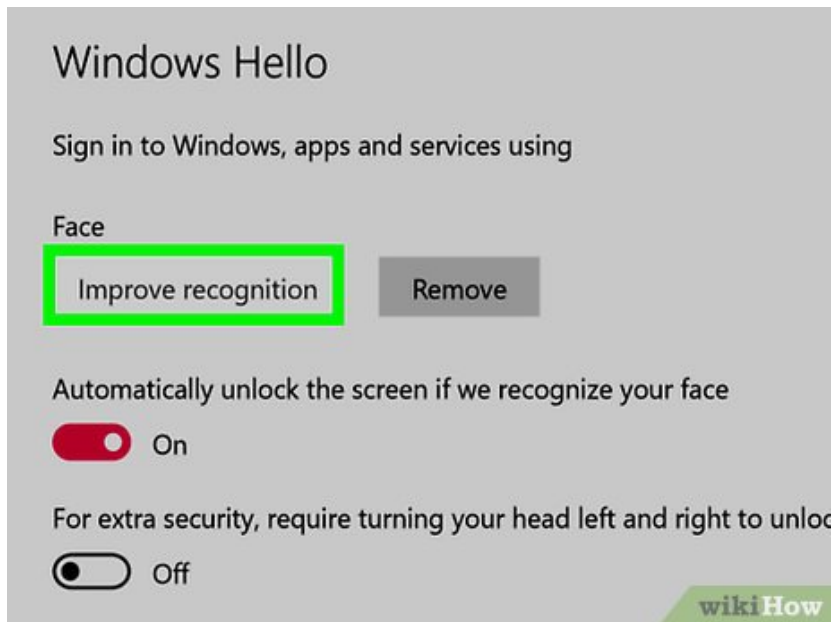 Windows Hello
Sign in to Windows, apps and services using
Face
Improve recognition
Remove
Automatically unlock the screen if we recognize your face
On
For extra security, require turning your head left and right to unloc
Off
wikiHow